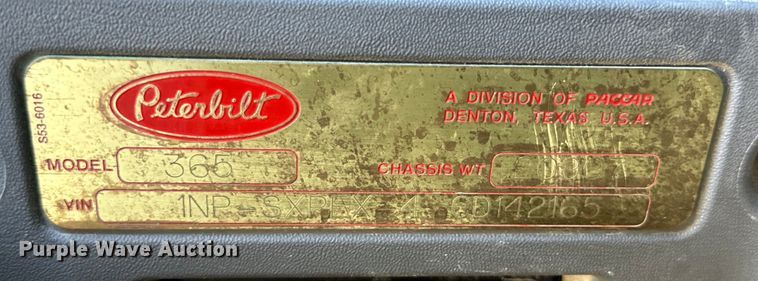 S53-6016
Peterbilt
A DIVISION OF PACCAR
DENTON, TEXAS U.S.A.
MODEL 365
CHASSIS WT
VIN
Purple Wave Auction